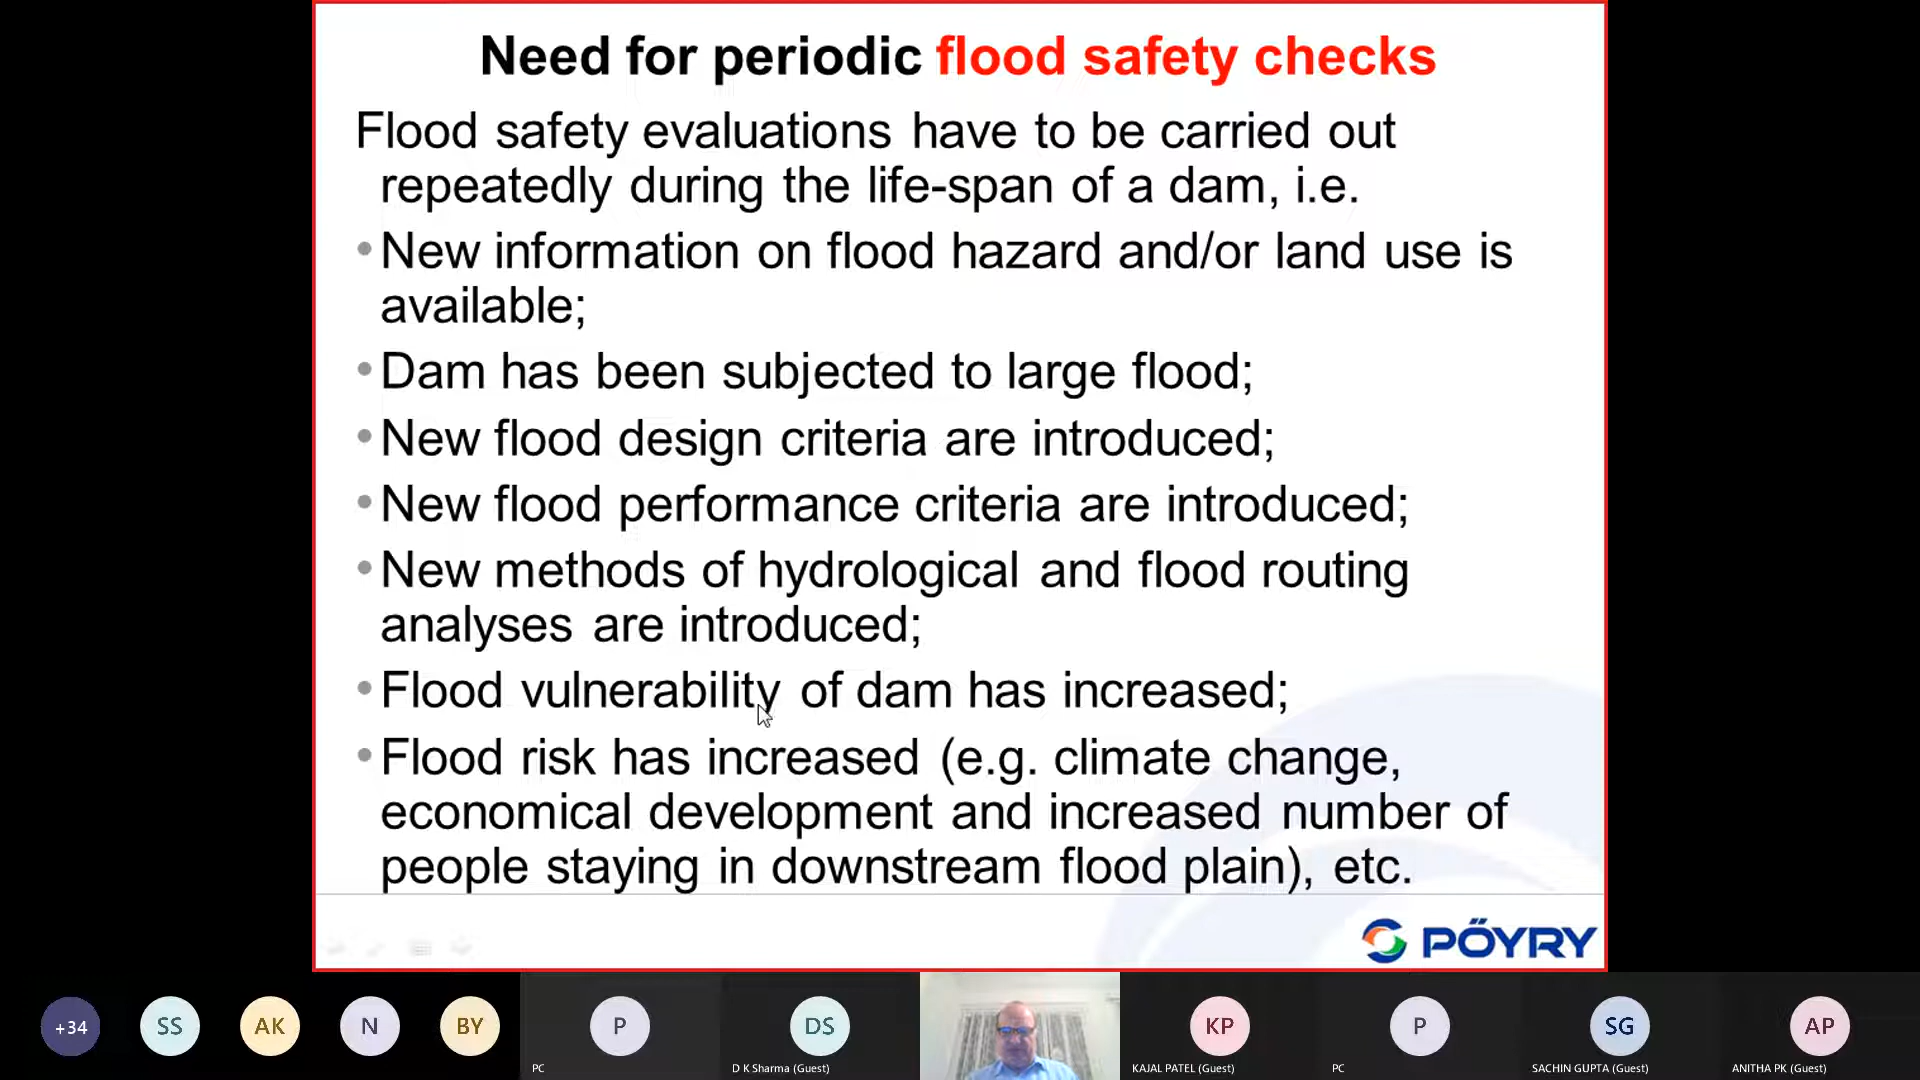 Need for periodic flood safety checks
Flood safety evaluations have to be carried out
repeatedly during the life-span of a dam, i.e.
•New information on flood hazard and/or land use is
available;
•Dam has been subjected to large flood;
•New flood design criteria are introduced;
•New flood performance criteria are introduced;
•New methods of hydrological and flood routing
analyses are introduced;
•Flood vulnerability of dam has increased;
•Flood risk has increased (e.g. climate change,
economical development and increased number of
people staying in downstream flood plain), etc.
PÖYRY
+34
SS
AK
N
BY
P
PC
DS
D K Sharma (Guest)
KP
KAJAL PATEL (Guest)
P
PC
SG
SACHIN GUPTA (Guest)
AP
ANITHA PK (Guest)